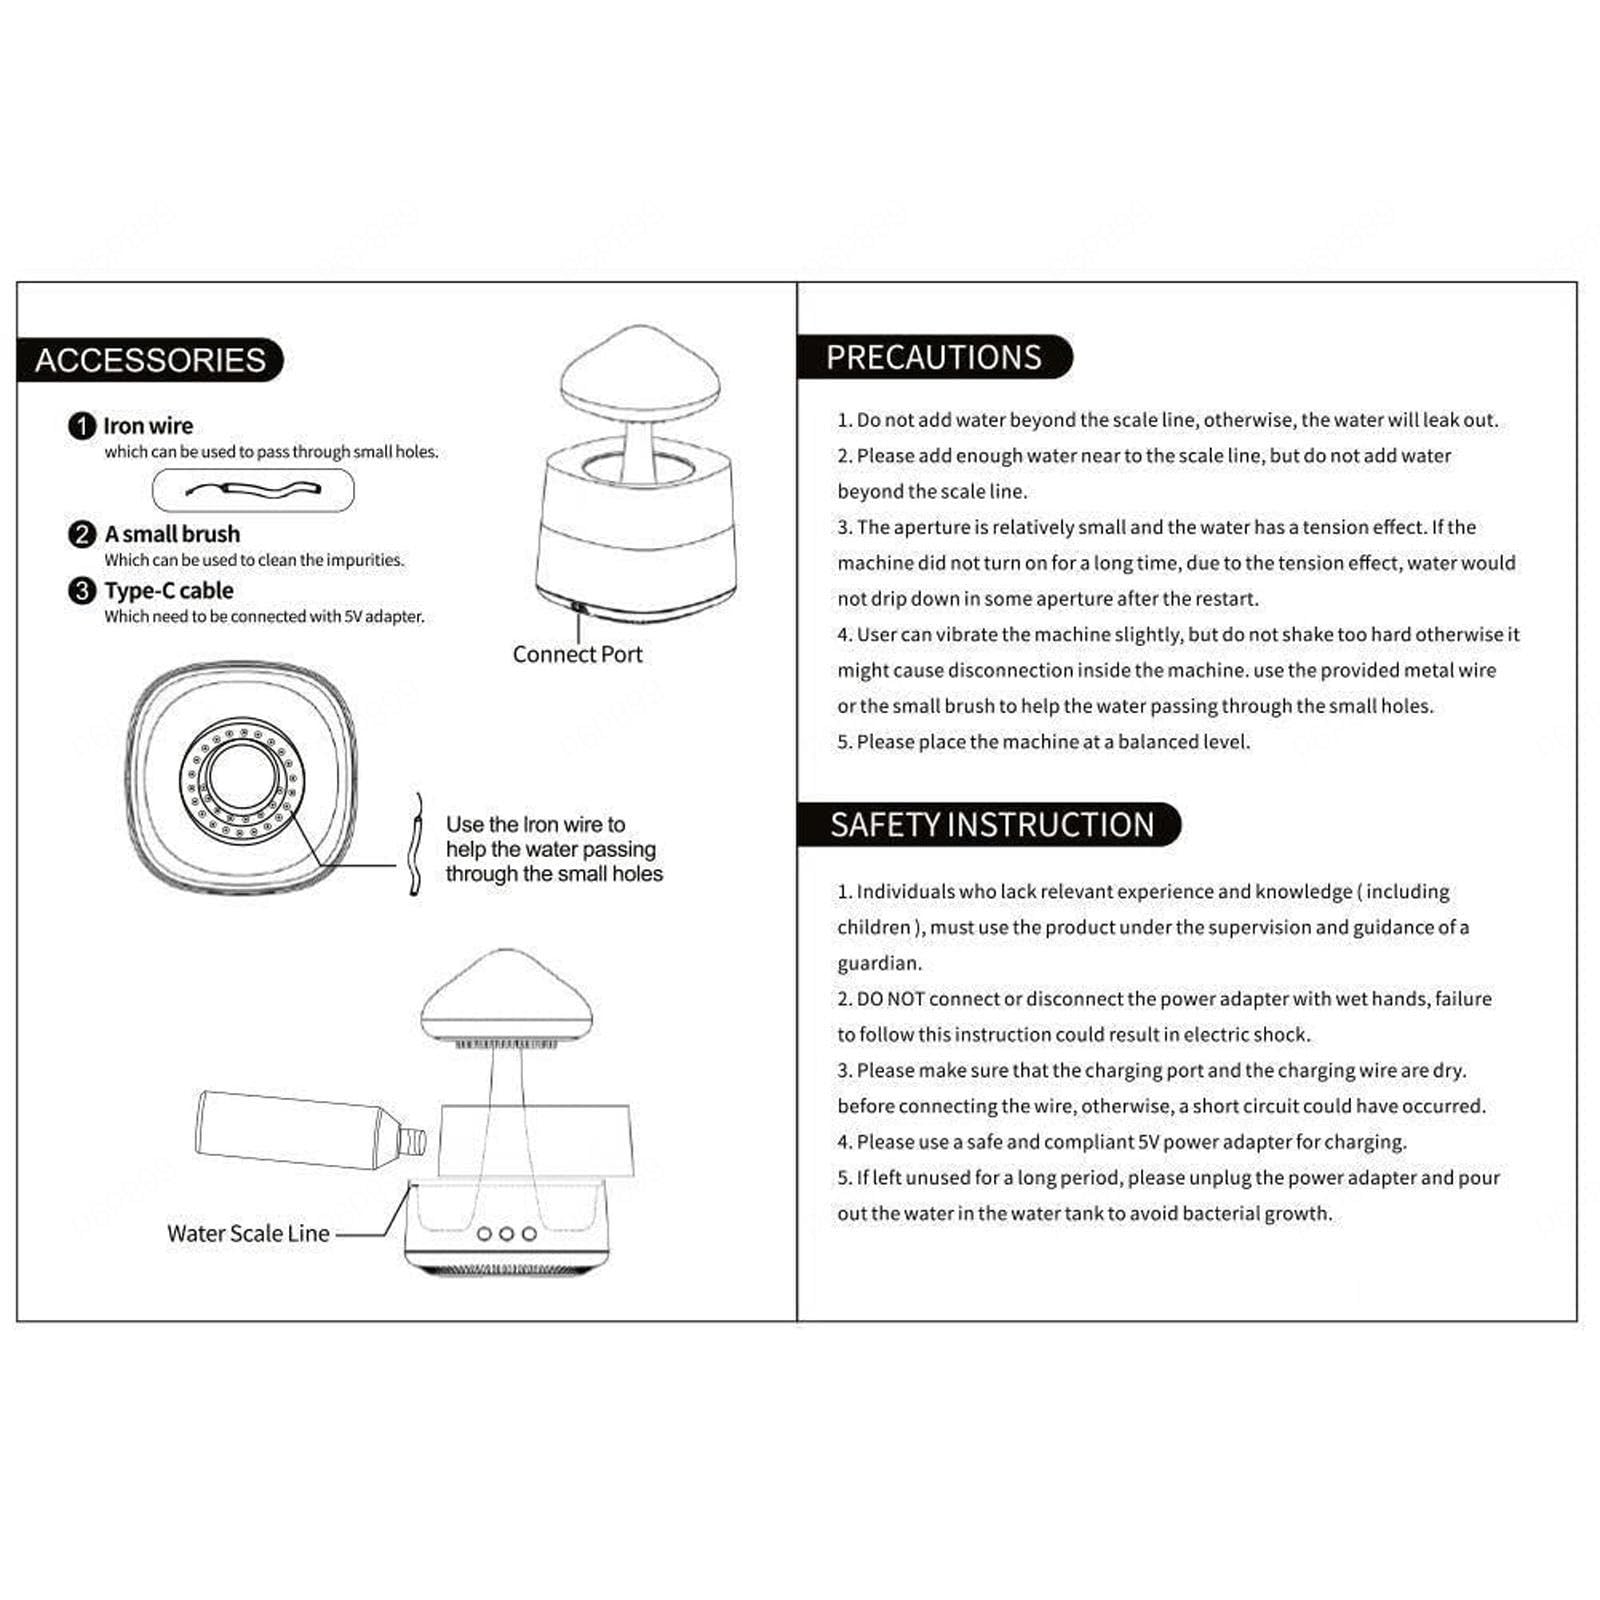 ACCESSORIES
1 Iron wire
which can be used to pass through small holes.
2 A small brush
Which can be used to clean the impurities.
3 Type-C cable
Which need to be connected with 5V adapter.
Connect Port
Use the Iron wire to
help the water passing
through the small holes
Water Scale Line
PRECAUTIONS
1. Do not add water beyond the scale line, otherwise, the water will leak out.
2. Please add enough water near to the scale line, but do not add water
beyond the scale line.
3. The aperture is relatively small and the water has a tension effect. If the
machine did not turn on for a long time, due to the tension effect, water would
not drip down in some aperture after the restart.
4. User can vibrate the machine slightly, but do not shake too hard otherwise it
might cause disconnection inside the machine. use the provided metal wire
or the small brush to help the water passing through the small holes.
5. Please place the machine at a balanced level.
SAFETY INSTRUCTION
1. Individuals who lack relevant experience and knowledge ( including
children ), must use the product under the supervision and guidance of a
guardian.
2. DO NOT connect or disconnect the power adapter with wet hands, failure
to follow this instruction could result in electric shock.
3. Please make sure that the charging port and the charging wire are dry.
before connecting the wire, otherwise, a short circuit could have occurred.
4. Please use a safe and compliant 5V power adapter for charging.
5. If left unused for a long period, please unplug the power adapter and pour
out the water in the water tank to avoid bacterial growth.